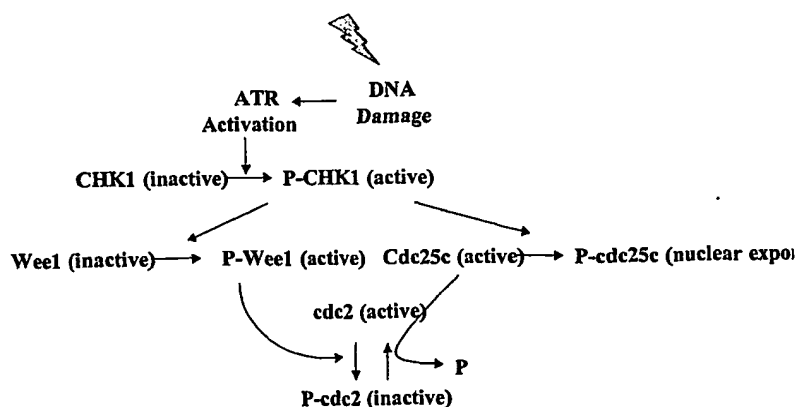 DNA
Damage
ATR
Activation
CHK1 (inactive) P-CHK1 (active)
Wee1 (inactive) P-Wee1 (active) Cdc25c (active) P-cdc25c (nuclear expo
cdc2 (active)
P
P-cdc2 (inactive)